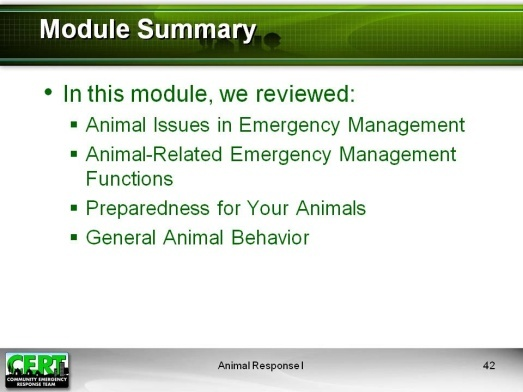 Module Summary
• In this module, we reviewed:
▪ Animal Issues in Emergency Management
▪ Animal-Related Emergency Management
Functions
▪ Preparedness for Your Animals
▪ General Animal Behavior
CERT
COMMUNITY EMERGENCY
RESPONSE TEAM
Animal Response I
42